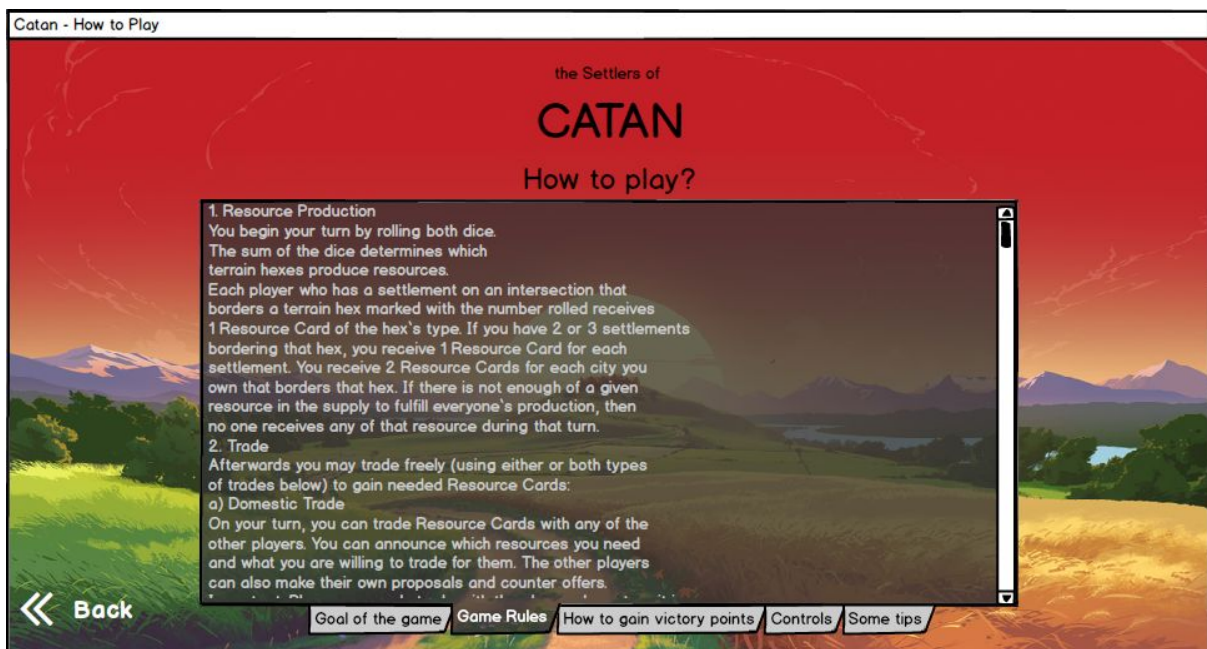 Catan - How to Play
the Settlers of
CATAN
How to play?
1. Resource Production
You begin your turn by rolling both dice.
The sum of the dice determines which
terrain hexes produce resources.
Each player who has a settlement on an intersection that
borders a terrain hex marked with the number rolled receives
1 Resource Card of the hex`s type. If you have 2 or 3 settlements
bordering that hex, you receive 1 Resource Card for each
settlement. You receive 2 Resource Cards for each city you
own that borders that hex. If there is not enough of a given
resource in the supply to fulfill everyone`s production, then
no one receives any of that resource during that turn.
2. Trade
Afterwards you may trade freely (using either or both types
of trades below) to gain needed Resource Cards:
a) Domestic Trade
On your turn, you can trade Resource Cards with any of the
other players. You can announce which resources you need
and what you are willing to trade for them. The other players
can also make their own proposals and counter offers.
Back
Goal of the game
Game Rules
How to gain victory points
Controls
Some tips